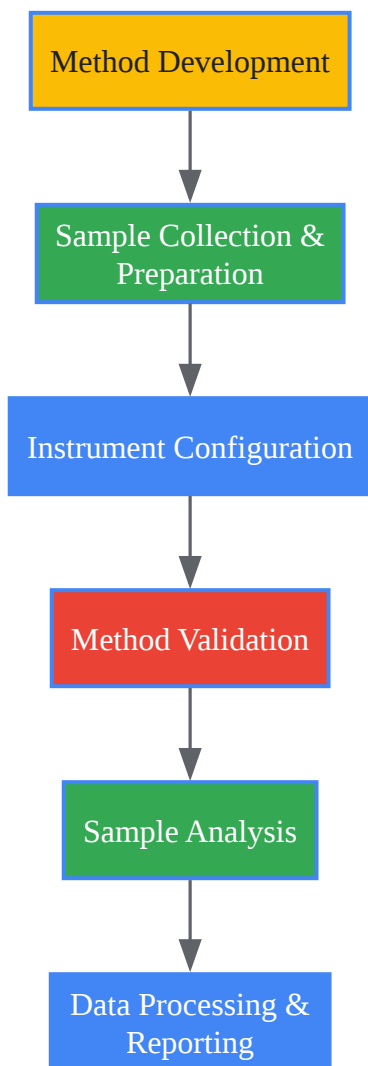 Method Development
Sample Collection &
Preparation
Instrument Configuration
Method Validation
Sample Analysis
Data Processing &
Reporting